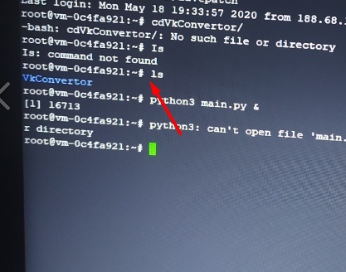 Last login: Mon May 18 19:33:57 2020 from 188.68.
root@vm-0c4fa921:~# cdVkConvertor/
-bash: cdVkConvertor/: No such file or directory
root@vm-0c4fa921:~# Is
Is: command not found
root@vm-0c4fa921:~# ls
VkConvertor
root@vm-0c4fa921:~# python3 main.py &
[1] 16713
root@vm-0c4fa921:~# python3: can't open file 'main.
r directory
root@vm-0c4fa921:~#